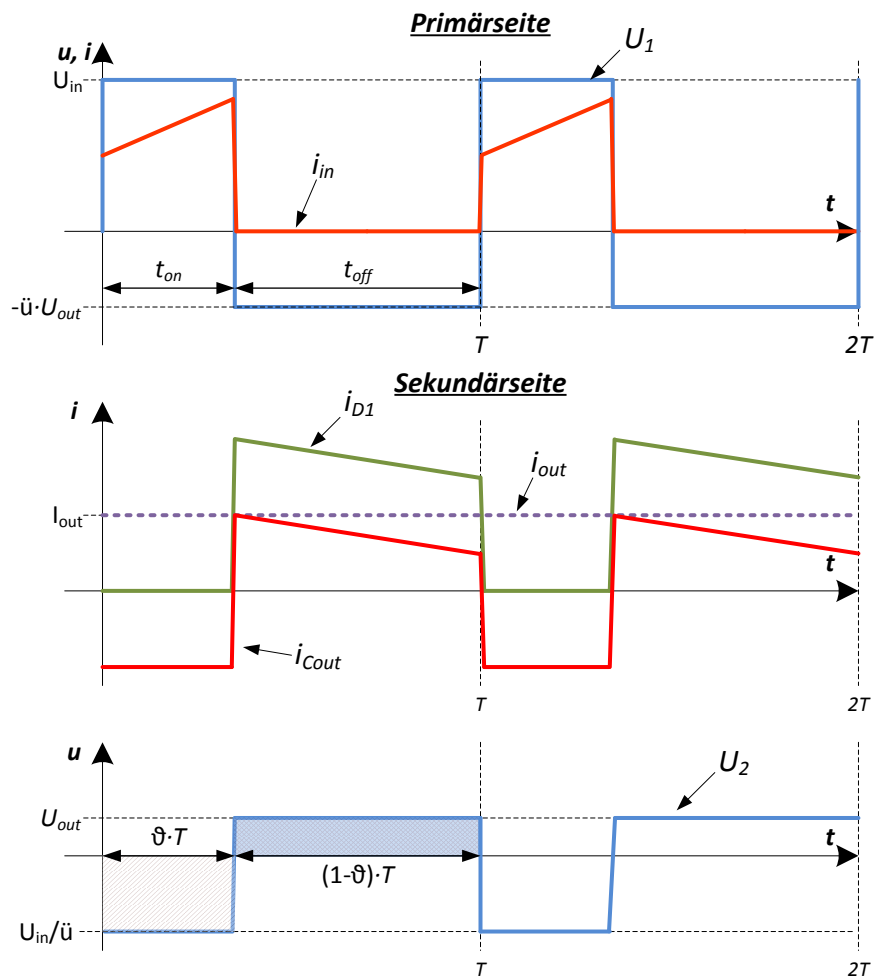 Primärseite
u, i
U1
Uin
iin
t
ton
toff
-ü·Uout
T
2T
Sekundärseite
i
iD1
iout
Iout
t
iCout
T
2T
u
U2
Uout
ϑ·T
t
(1-ϑ)·T
Uin/ü
T
2T